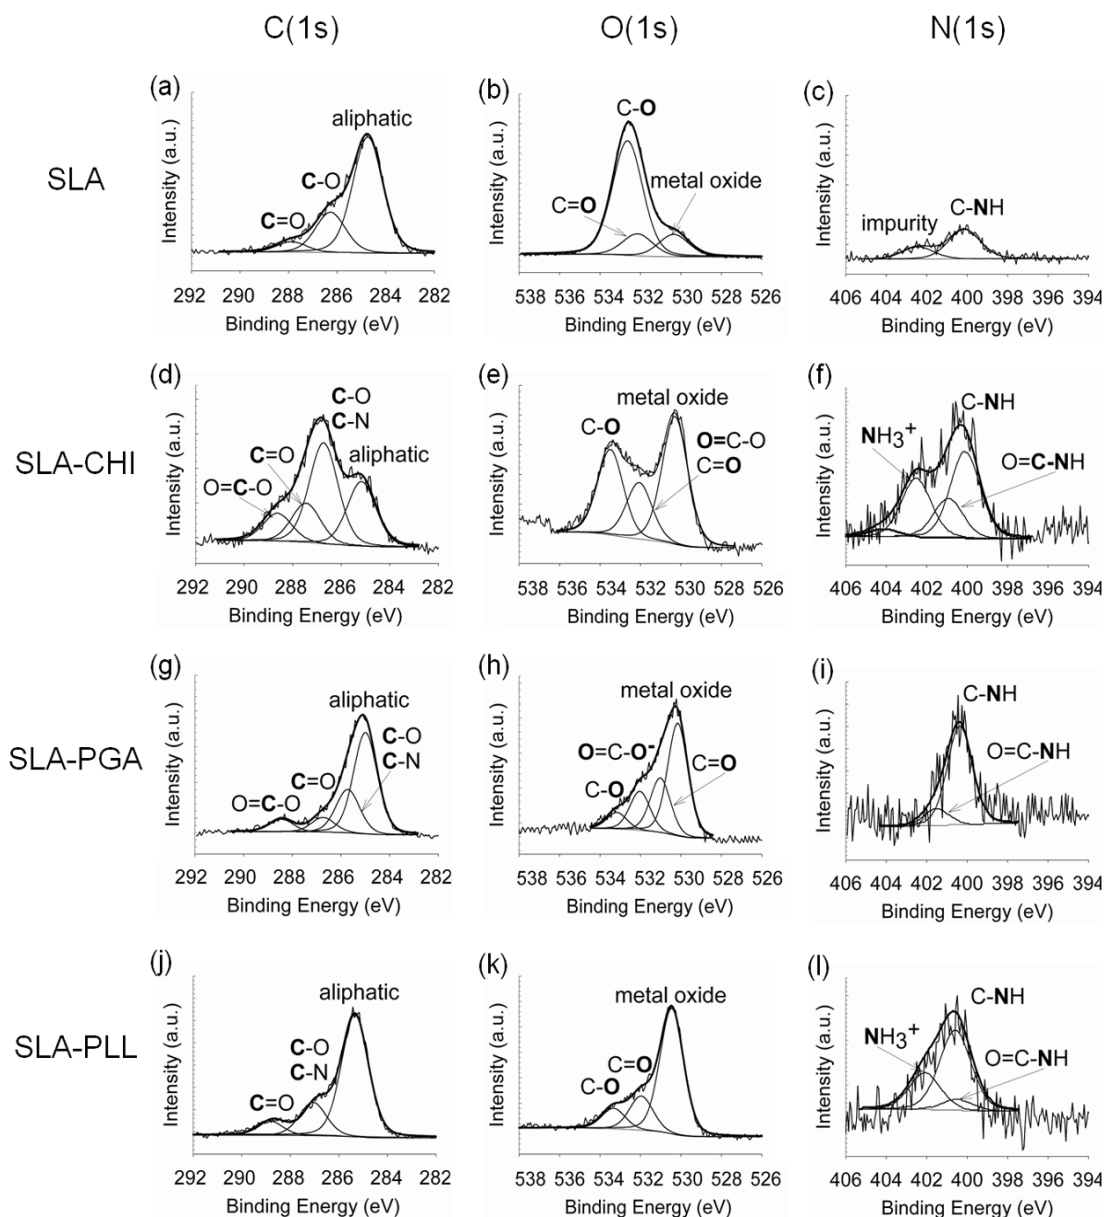 C(1s) O(1s) N(1s)
SLA
(a)
aliphatic
C-O
C=O
Intensity (a.u.)
292 290 288 286 284 282
Binding Energy (eV)
(b)
C-O
metal oxide
C=O
Intensity (a.u.)
538 536 534 532 530 528 526
Binding Energy (eV)
(c)
C-NH
impurity
Intensity (a.u.)
406 404 402 400 398 396 394
Binding Energy (eV)
SLA-CHI
(d)
C-O
C-N
C=O
aliphatic
O=C-O
Intensity (a.u.)
292 290 288 286 284 282
Binding Energy (eV)
(e)
metal oxide
C-O
O=C-O
C=O
Intensity (a.u.)
538 536 534 532 530 528 526
Binding Energy (eV)
(f)
C-NH
NH3+
O=C-NH
Intensity (a.u.)
406 404 402 400 398 396 394
Binding Energy (eV)
SLA-PGA
(g)
aliphatic
C-O
C-N
C=O
O=C-O
Intensity (a.u.)
292 290 288 286 284 282
Binding Energy (eV)
(h)
metal oxide
O=C-O-
C=O
C-O
Intensity (a.u.)
538 536 534 532 530 528 526
Binding Energy (eV)
(i)
C-NH
O=C-NH
Intensity (a.u.)
406 404 402 400 398 396 394
Binding Energy (eV)
SLA-PLL
(j)
aliphatic
C-O
C-N
C=O
Intensity (a.u.)
292 290 288 286 284 282
Binding Energy (eV)
(k)
metal oxide
C=O
C-O
Intensity (a.u.)
538 536 534 532 530 528 526
Binding Energy (eV)
(l)
C-NH
NH3+
O=C-NH
Intensity (a.u.)
406 404 402 400 398 396 394
Binding Energy (eV)